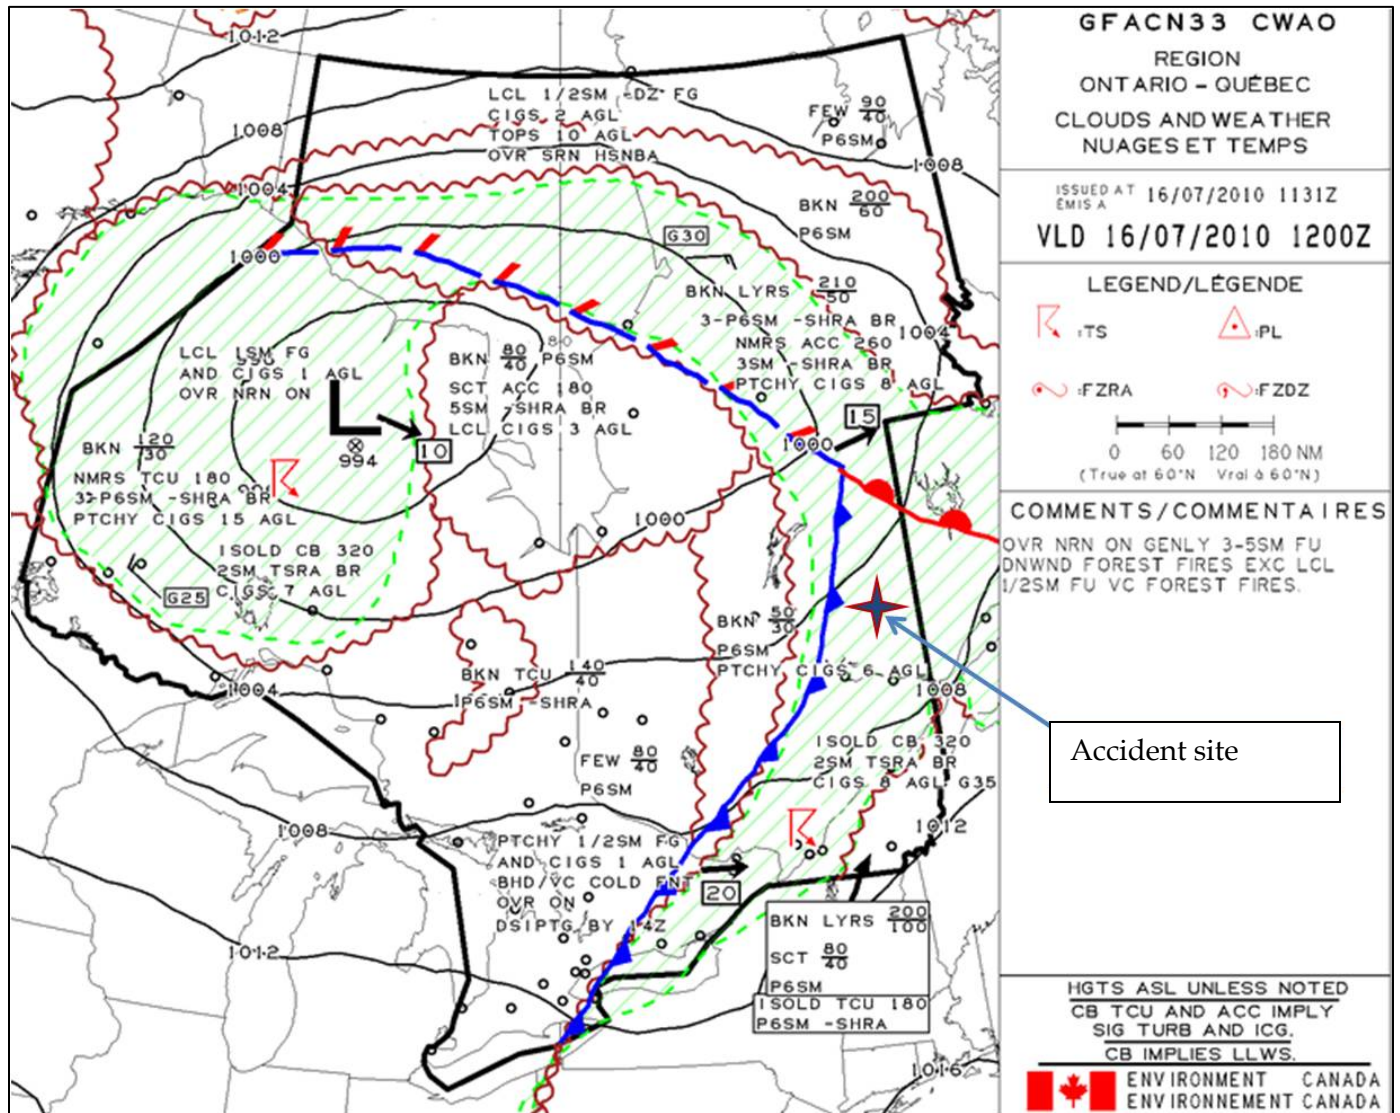 GFACN33 CWAO
REGION
ONTARIO - QUÉBEC
CLOUDS AND WEATHER
NUAGES ET TEMPS
ISSUED AT 16/07/2010 1131Z
ÉMIS A
VLD 16/07/2010 1200Z
LEGEND/LÉGENDE
:TS
:PL
:FZRA
:FZDZ
0 60 120 180 NM
(True at 60°N Vrai à 60°N)
COMMENTS/COMMENTAIRES
OVR NRN ON GENLY 3-5SM FU
DNWND FOREST FIRES EXC LCL
1/2SM FU VC FOREST FIRES.
Accident site
HGTS ASL UNLESS NOTED
CB TCU AND ACC IMPLY
SIG TURB AND ICG.
CB IMPLIES LLWS.
ENVIRONMENT CANADA
ENVIRONNEMENT CANADA
1012
1008
1004
1000
LCL 1/2SM -DZ FG
CIGS 2 AGL
TOPS 10 AGL
OVR SRN HSNBA
FEW 90/40
P6SM
1008
BKN 200/60
P6SM
G30
BKN LYRS 210/50
3-P6SM -SHRA BR
NMRS ACC 260
3SM -SHRA BR
PTCHY CIGS 8 AGL
1004
1000
15
LCL 1SM FG
AND CIGS 1 AGL
OVR NRN ON
L
994
10
BKN 120/30
NMRS TCU 180
3-P6SM -SHRA BR
PTCHY CIGS 15 AGL
ISOLD CB 320
2SM TSRA BR
CIGS 7 AGL
G25
80
BKN 80/40 P6SM
SCT ACC 180
5SM -SHRA BR
LCL CIGS 3 AGL
1000
BKN 50/30
P6SM
PTCHY CIGS 6 AGL
1004
BKN TCU 140/40
P6SM -SHRA
1008
FEW 80/40
P6SM
ISOLD CB 320
2SM TSRA BR
CIGS 8 AGL G35
1012
1008
PTCHY 1/2SM FG
AND CIGS 1 AGL
BHD/VC COLD FNT
OVR ON
DSIPTG BY 14Z
20
1012
BKN LYRS 200/100
SCT 80/40
P6SM
ISOLD TCU 180
P6SM -SHRA
1016